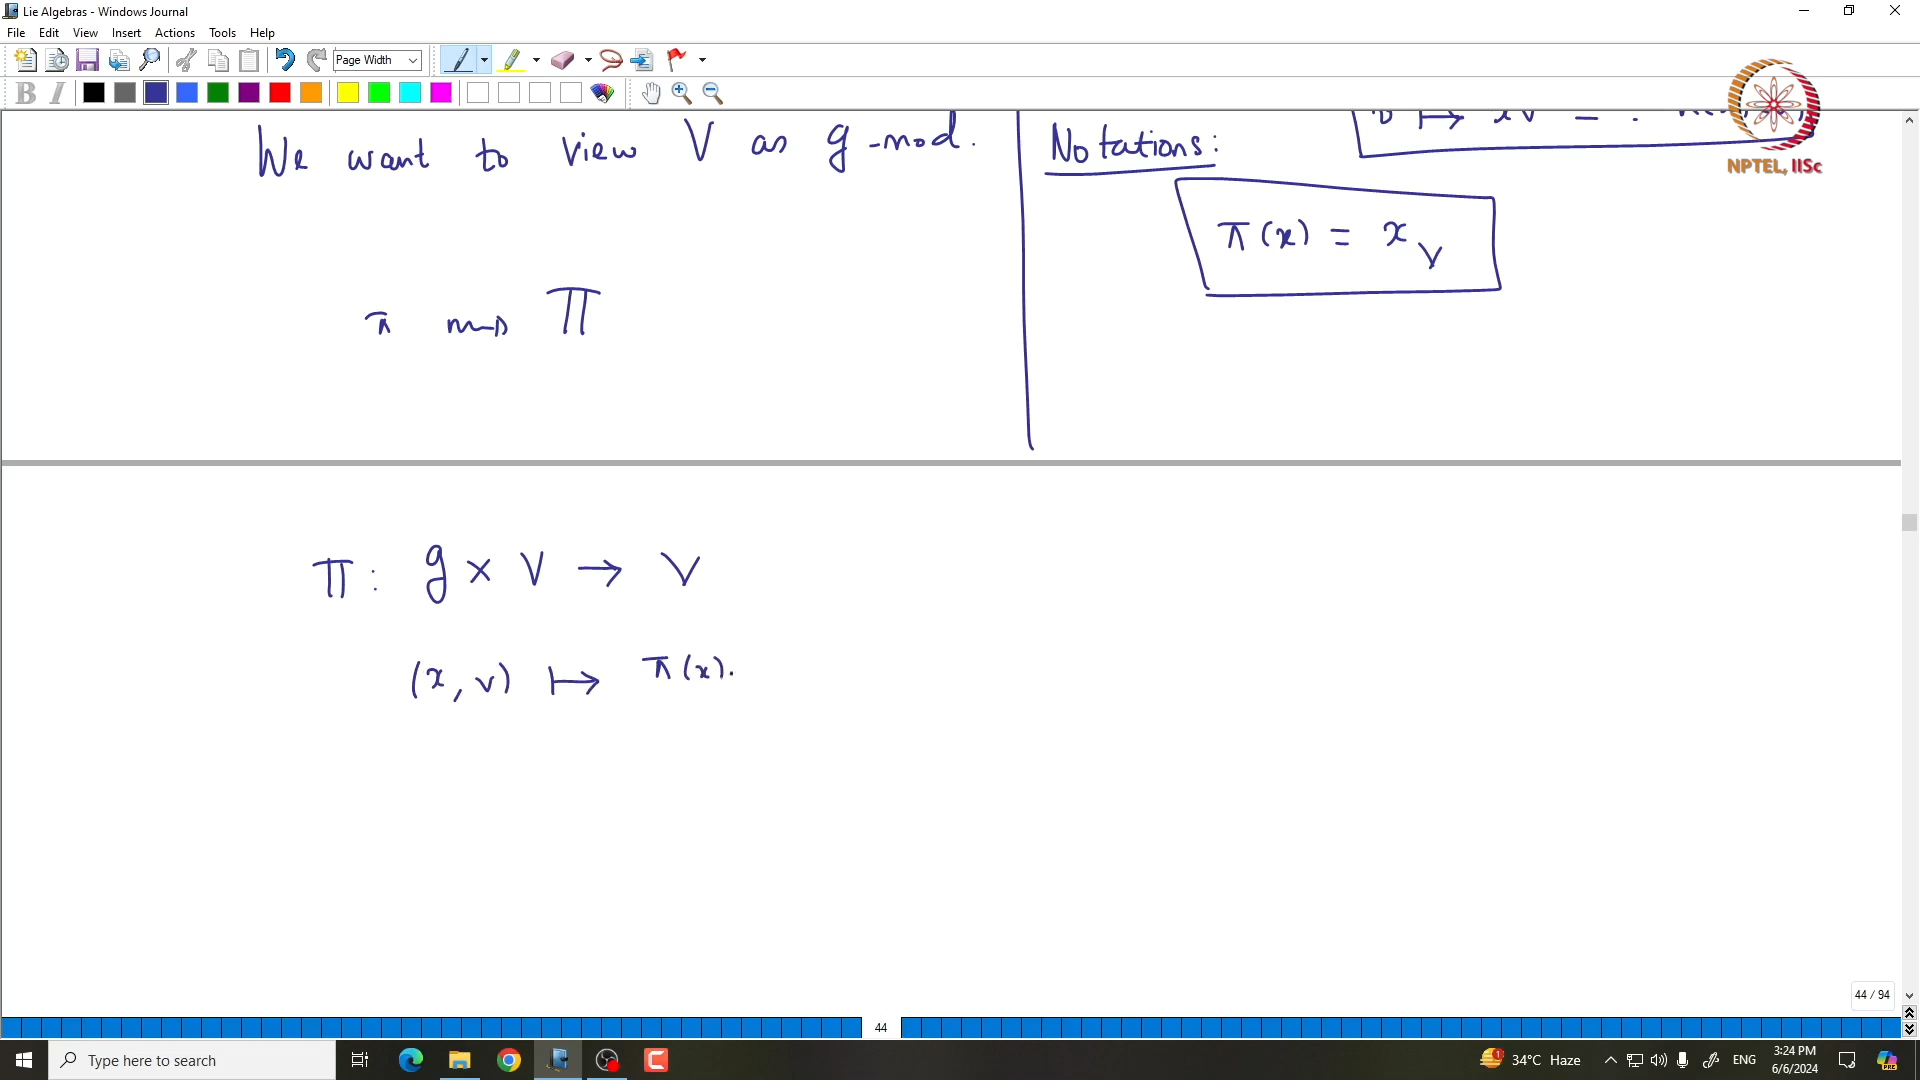 Lie Algebras - Windows Journal
File Edit View Insert Actions Tools Help
Page Width
B I
NPTEL, IISc
We want to view V as g-mod.
Notations:
π(x) = x_V
π ⇝ Π
Π : g × V → V
(x, v) ↦ π(x).
44 / 94
44
Type here to search
34°C Haze
ENG
3:24 PM
6/6/2024